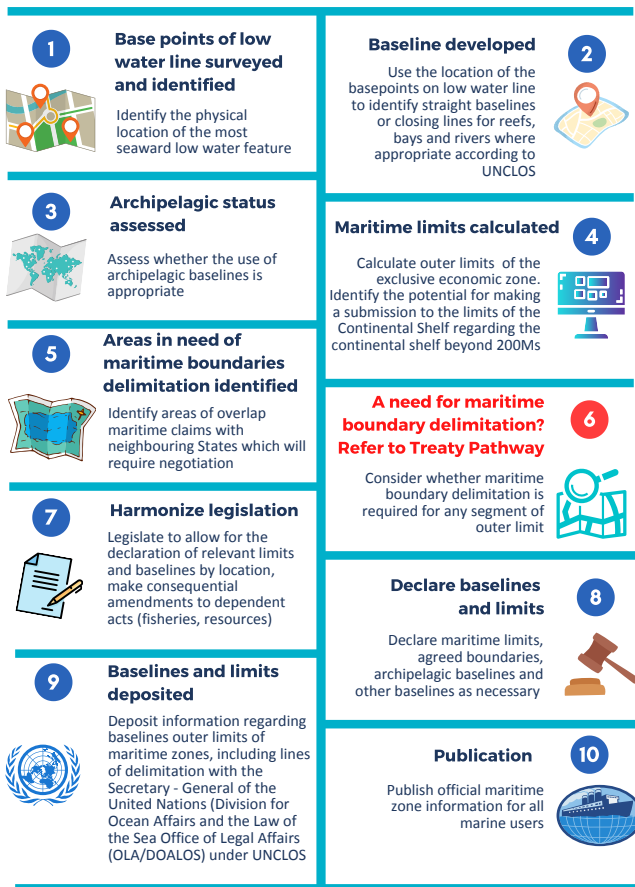 1
Base points of low
water line surveyed
and identified
Identify the physical
location of the most
seaward low water feature
2
Baseline developed
Use the location of the
basepoints on low water line
to identify straight baselines
or closing lines for reefs,
bays and rivers where
appropriate according to
UNCLOS
3
Archipelagic status
assessed
Assess whether the use of
archipelagic baselines is
appropriate
4
Maritime limits calculated
Calculate outer limits of the
exclusive economic zone.
Identify the potential for making
a submission to the limits of the
Continental Shelf regarding the
continental shelf beyond 200Ms
5
Areas in need of
maritime boundaries
delimitation identified
Identify areas of overlap
maritime claims with
neighbouring States which will
require negotiation
6
A need for maritime
boundary delimitation?
Refer to Treaty Pathway
Consider whether maritime
boundary delimitation is
required for any segment of
outer limit
7
Harmonize legislation
Legislate to allow for the
declaration of relevant limits
and baselines by location,
make consequential
amendments to dependent
acts (fisheries, resources)
8
Declare baselines
and limits
Declare maritime limits,
agreed boundaries,
archipelagic baselines and
other baselines as necessary
9
Baselines and limits
deposited
Deposit information regarding
baselines outer limits of
maritime zones, including lines
of delimitation with the
Secretary - General of the
United Nations (Division for
Ocean Affairs and the Law of
the Sea Office of Legal Affairs
(OLA/DOALOS) under UNCLOS
10
Publication
Publish official maritime
zone information for all
marine users